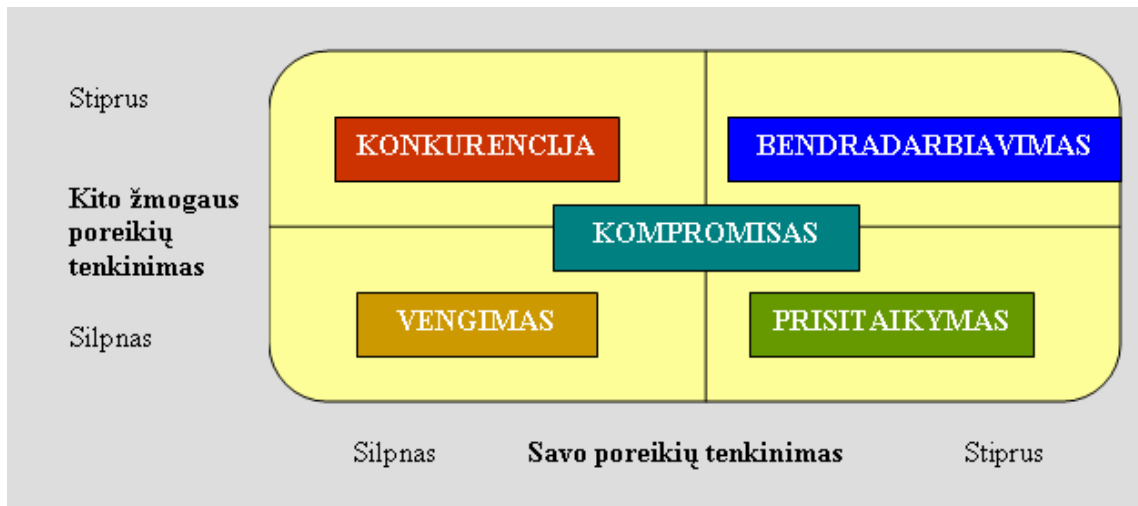 Stiprus
KONKURENCIJA
BENDRADARBIAVIMAS
Kito žmogaus
poreikių
tenkinimas
KOMPROMISAS
VENGIMAS
PRISITAIKYMAS
Silpnas
Silpnas
Savo poreikių tenkinimas
Stiprus